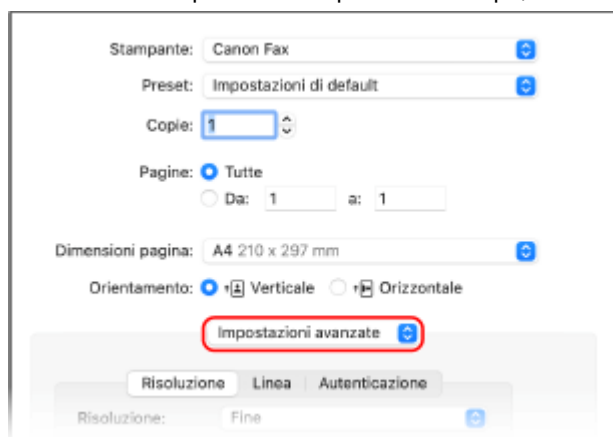 Stampante: Canon Fax
Preset: Impostazioni di default
Copie: 1
Pagine: Tutte
Da: 1 a: 1
Dimensioni pagina: A4 210 x 297 mm
Orientamento: Verticale Orizzontale
Impostazioni avanzate
Risoluzione Linea Autenticazione
Risoluzione: Fine